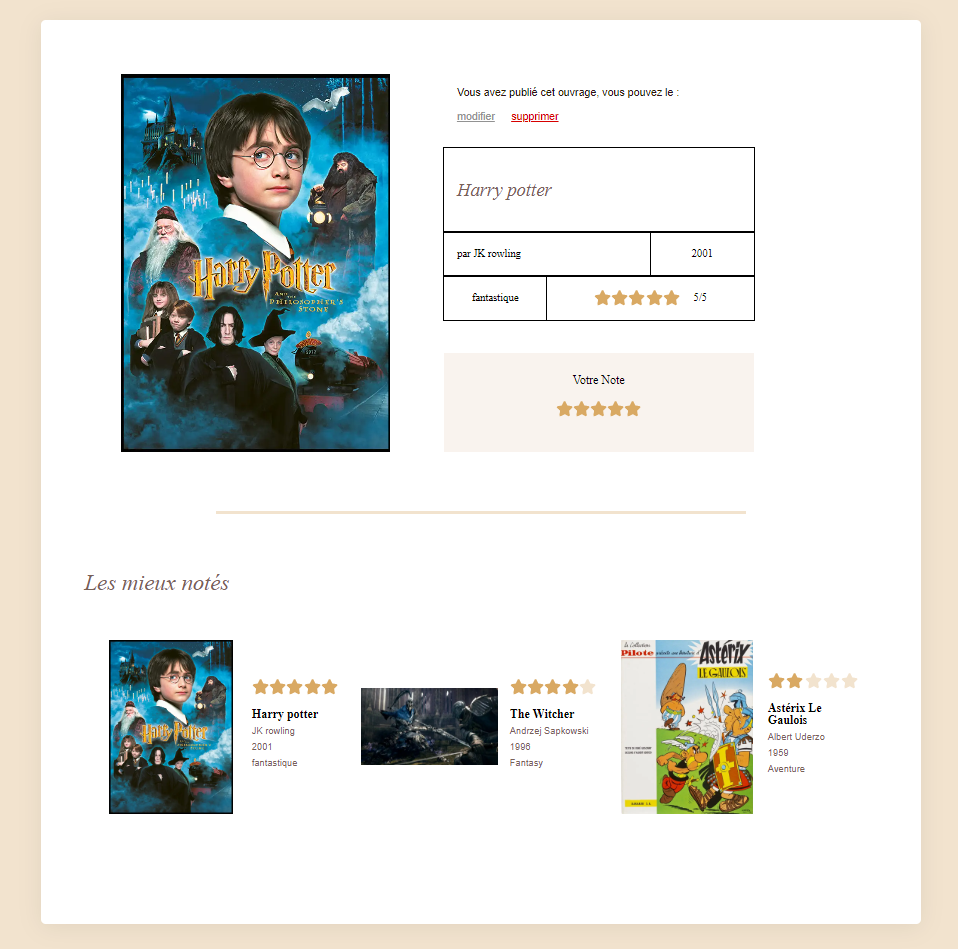 Vous avez publié cet ouvrage, vous pouvez le :
modifier supprimer
Harry potter
par JK rowling 2001
fantastique 5/5
Votre Note
Harry Potter
AND THE
PHILOSOPHER'S
STONE
Les mieux notés
Harry potter
JK rowling
2001
fantastique
Harry Potter
The Witcher
Andrzej Sapkowski
1996
Fantasy
la Collection
Pilote
Astérix
LE GAULOIS
Astérix Le
Gaulois
Albert Uderzo
1959
Aventure